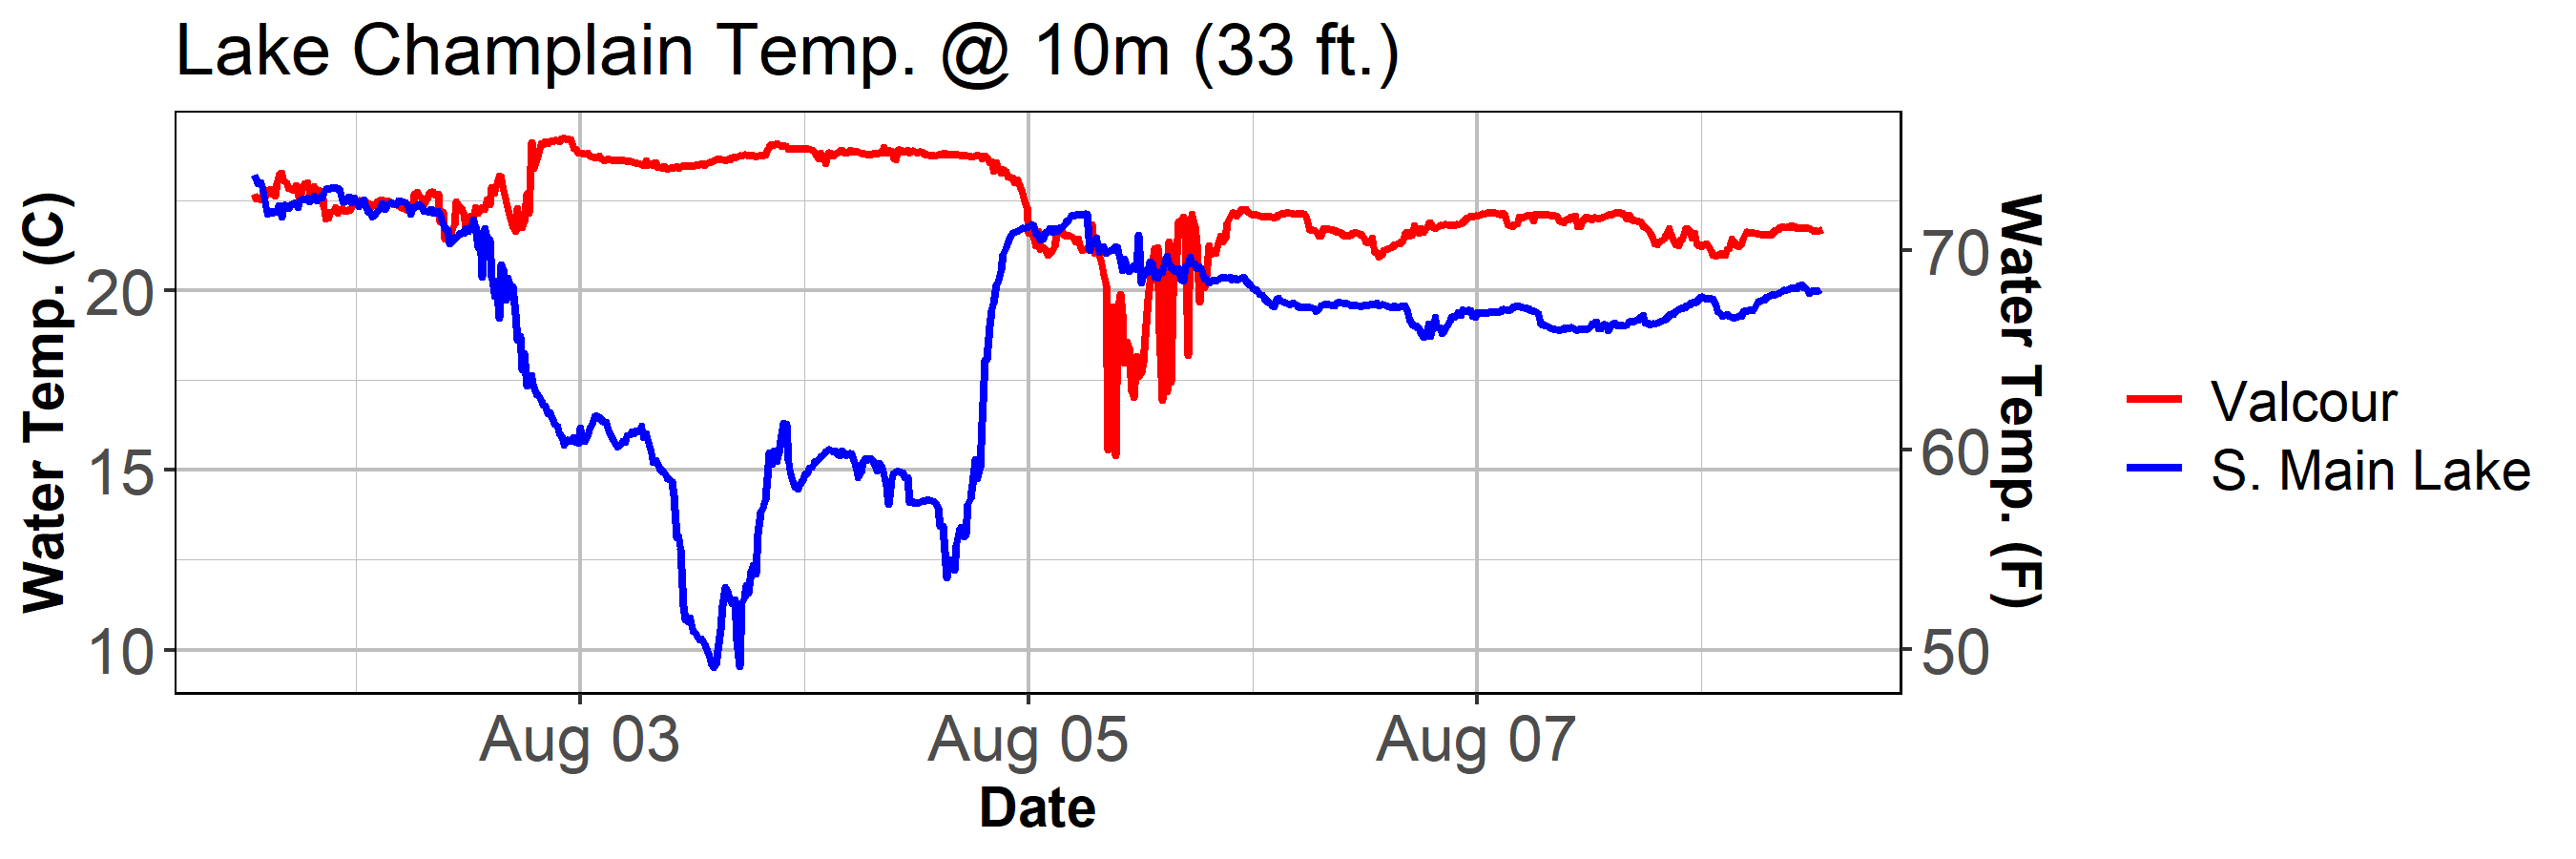 Lake Champlain Temp. @ 10m (33 ft.)
Water Temp. (C)
20
15
10
Water Temp. (F)
70
60
50
Aug 03
Aug 05
Aug 07
Date
Valcour
S. Main Lake